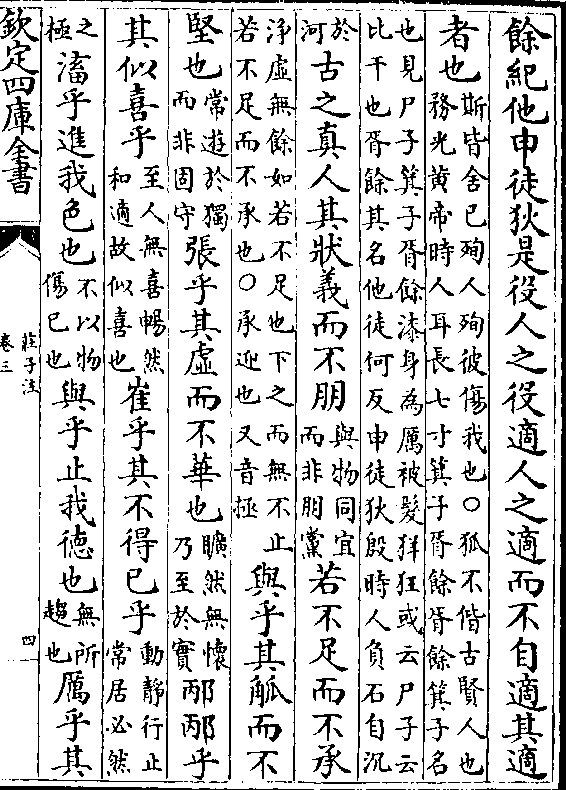 餘紀他申徒狄是役人之役適人之適而不自適其適
者也斯皆舍已殉人殉彼傷我也○狐不偕古賢人也
務光黄帝時人耳長七寸箕子胥餘胥餘箕子名
也見尸子箕子胥餘漆身為厲被髮徉狂或云尸子云
比干也胥餘其名他徒何反申徒狄殷時人負石自沉
於河古之真人其狀義而不朋與物同宜而非朋黨若不足而不承
淨虛無餘如若不足也下之而無不止
若不足而不承也○承迎也又音拯與乎其觚而不
堅也常遊於獨而非固守張乎其虛而不華也曠然無懷乃至於實邴邴乎
其似喜乎至人無喜暢然和適故似喜也崔乎其不得已乎動靜行止常居必然
之極滀乎進我色也不以物傷已也與乎止我德也無所趨也厲乎其
欽定四庫全書
莊子注
卷三
四